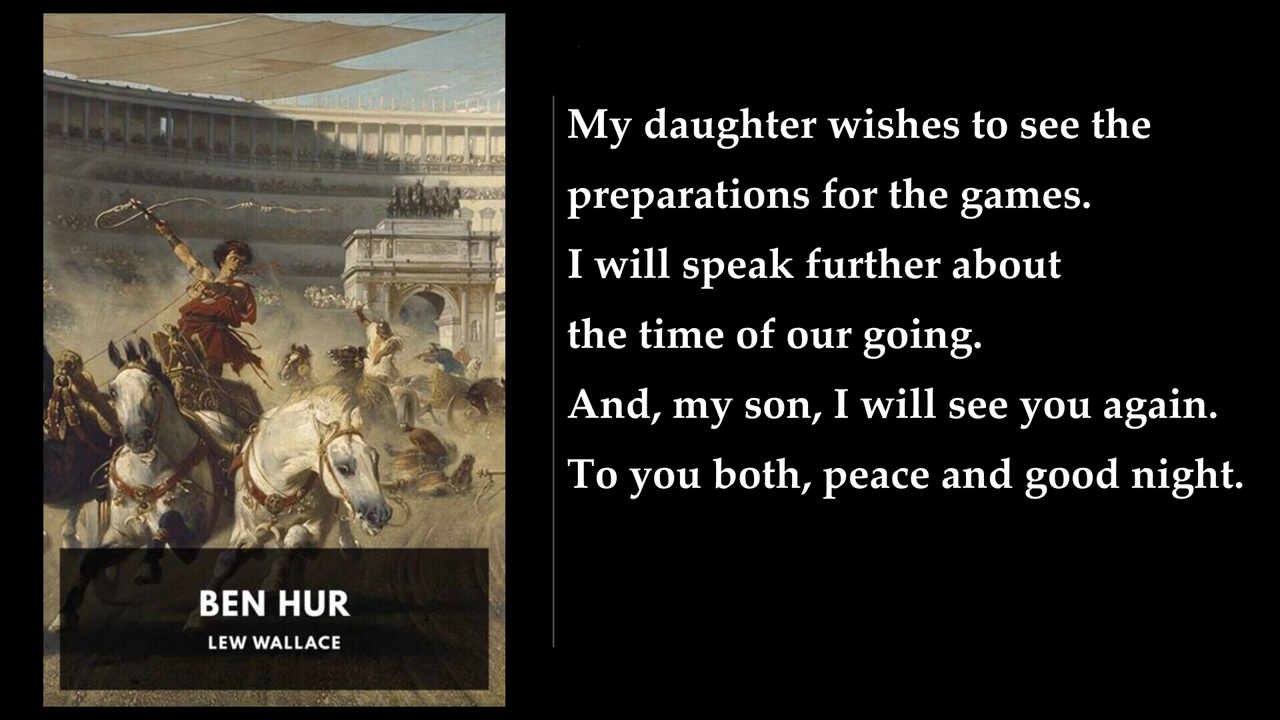 BEN HUR
LEW WALLACE
My daughter wishes to see the
preparations for the games.
I will speak further about
the time of our going.
And, my son, I will see you again.
To you both, peace and good night.